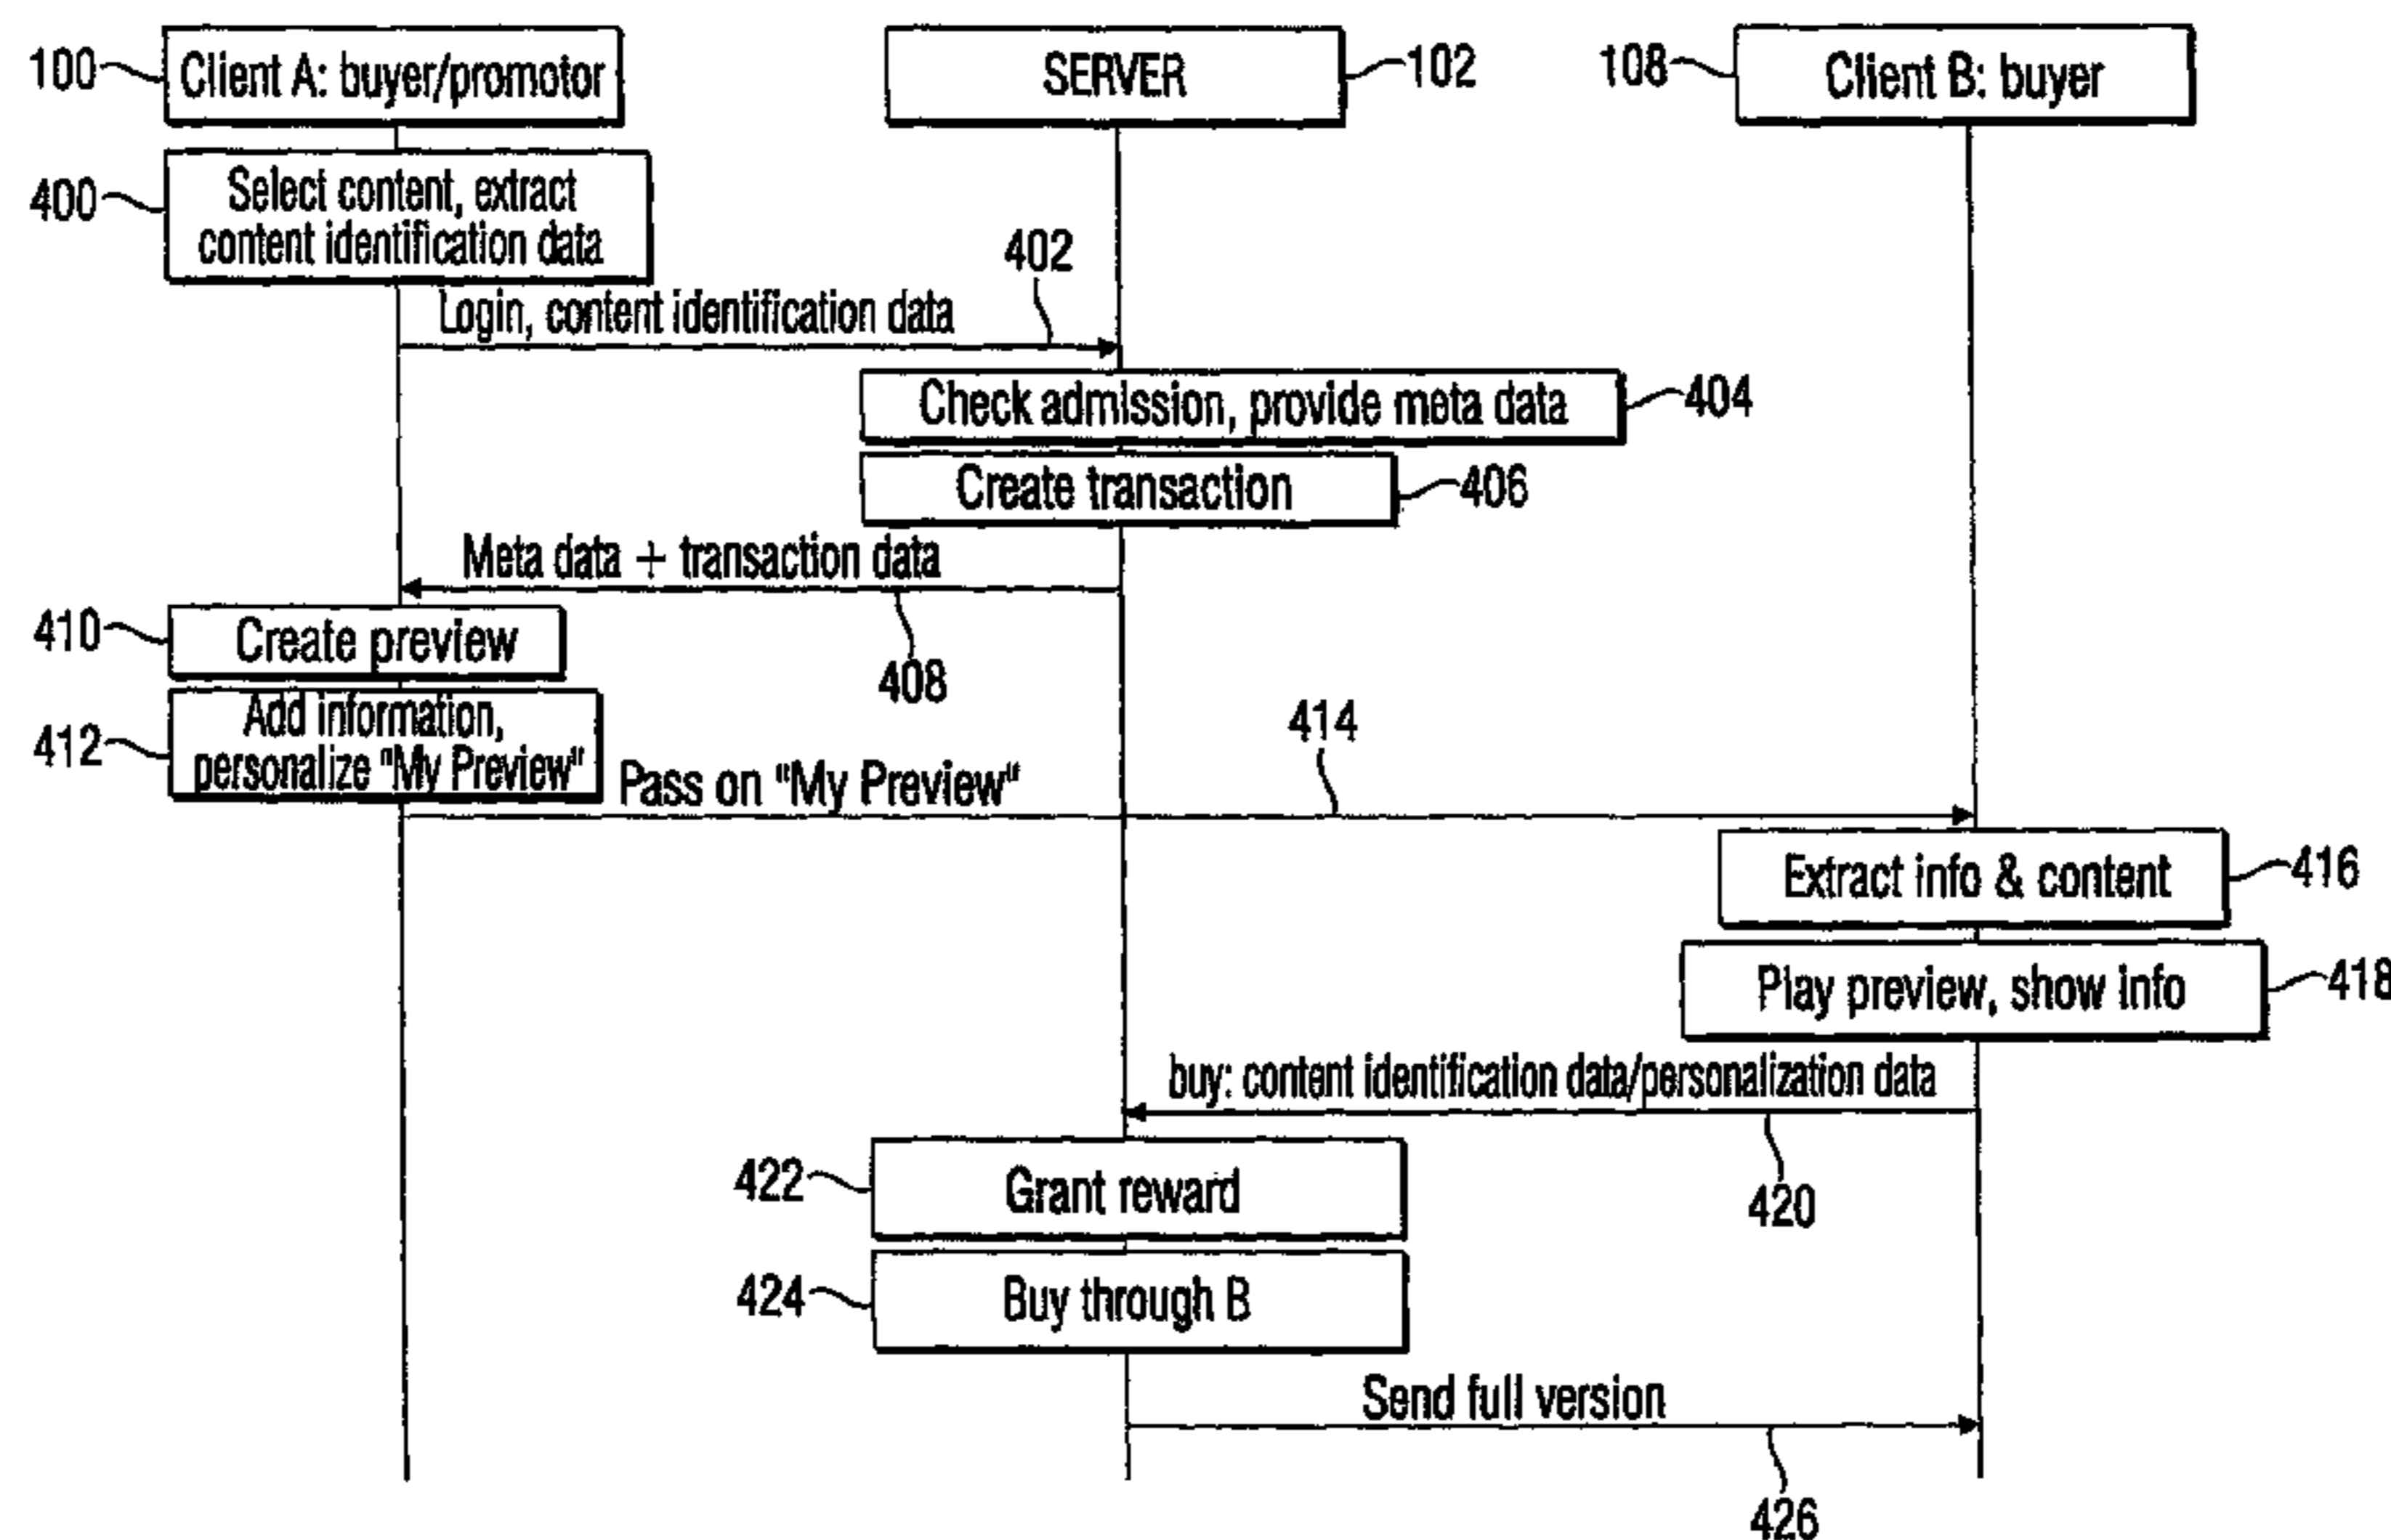 100
Client A: buyer/promotor
SERVER
102
108
Client B: buyer
400
Select content, extract
content identification data
402
Login, content identification data
Check admission, provide meta data
404
Create transaction
406
Meta data + transaction data
408
410
Create preview
412
Add information,
personalize "My Preview"
Pass on "My Preview"
414
Extract info & content
416
Play preview, show info
418
buy: content identification data/personalization data
420
422
Grant reward
424
Buy through B
Send full version
426